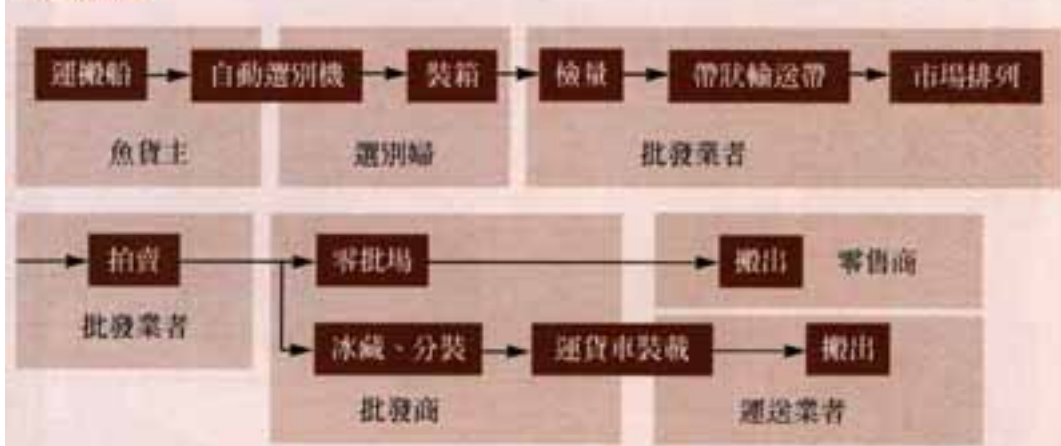 運搬船 自動選別機 裝箱 檢量 帶狀輸送帶 市場排列
魚貨主 選別婦 批發業者
拍賣 零批場 搬出 零售商
批發業者
冰藏、分裝 運貨車裝載 搬出
批發商 運送業者